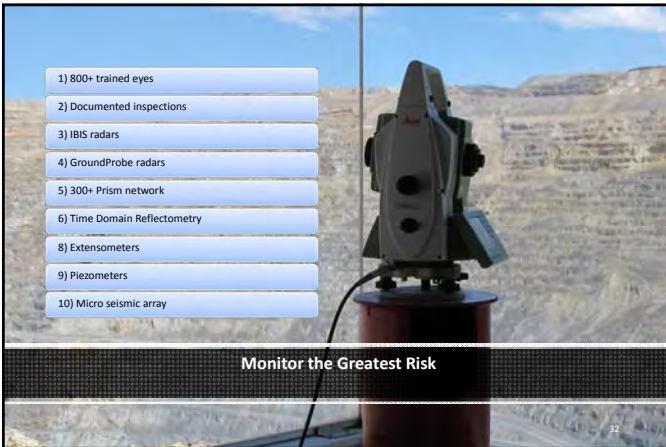 1) 800+ trained eyes
2) Documented inspections
3) IBIS radars
4) GroundProbe radars
5) 300+ Prism network
6) Time Domain Reflectometry
8) Extensometers
9) Piezometers
10) Micro seismic array
Monitor the Greatest Risk
32